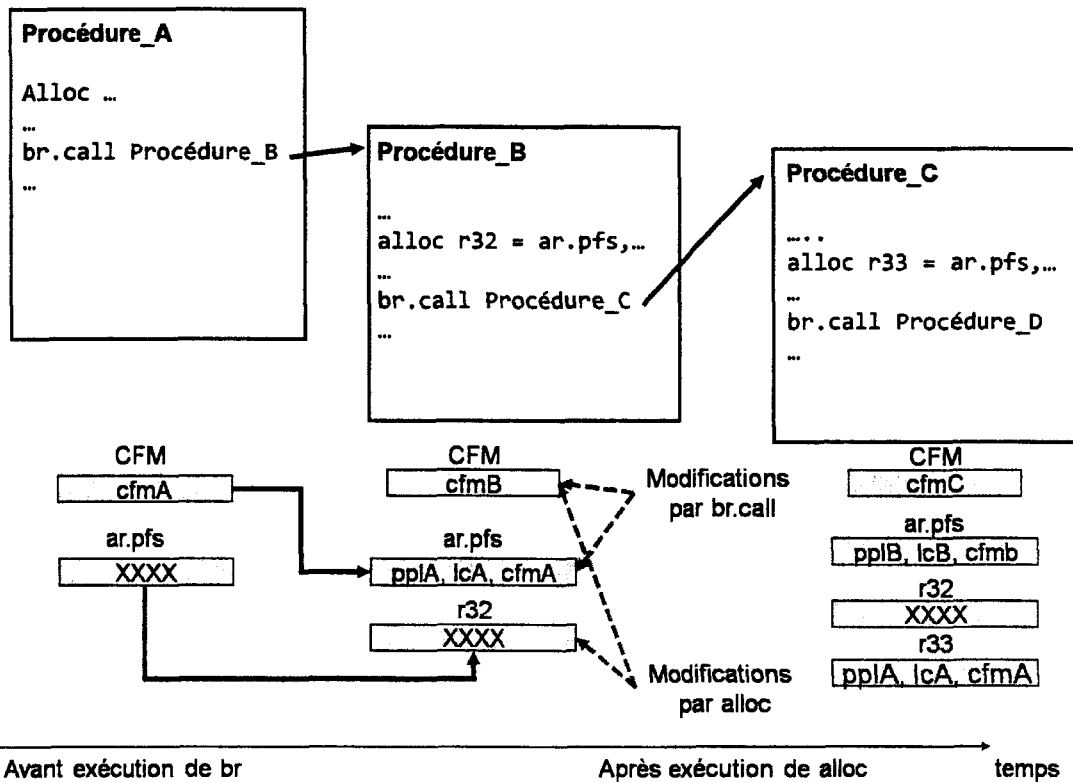 Procédure_A
Alloc …
…
br.call Procédure_B
…
Procédure_B
…
alloc r32 = ar.pfs,…
…
br.call Procédure_C
…
Procédure_C
…..
alloc r33 = ar.pfs,…
…
br.call Procédure_D
…
CFM
cfmA
ar.pfs
XXXX
CFM
cfmB
ar.pfs
pplA, lcA, cfmA
r32
XXXX
Modifications
par br.call
Modifications
par alloc
CFM
cfmC
ar.pfs
pplB, lcB, cfmb
r32
XXXX
r33
pplA, lcA, cfmA
Avant exécution de br
Après exécution de alloc
temps